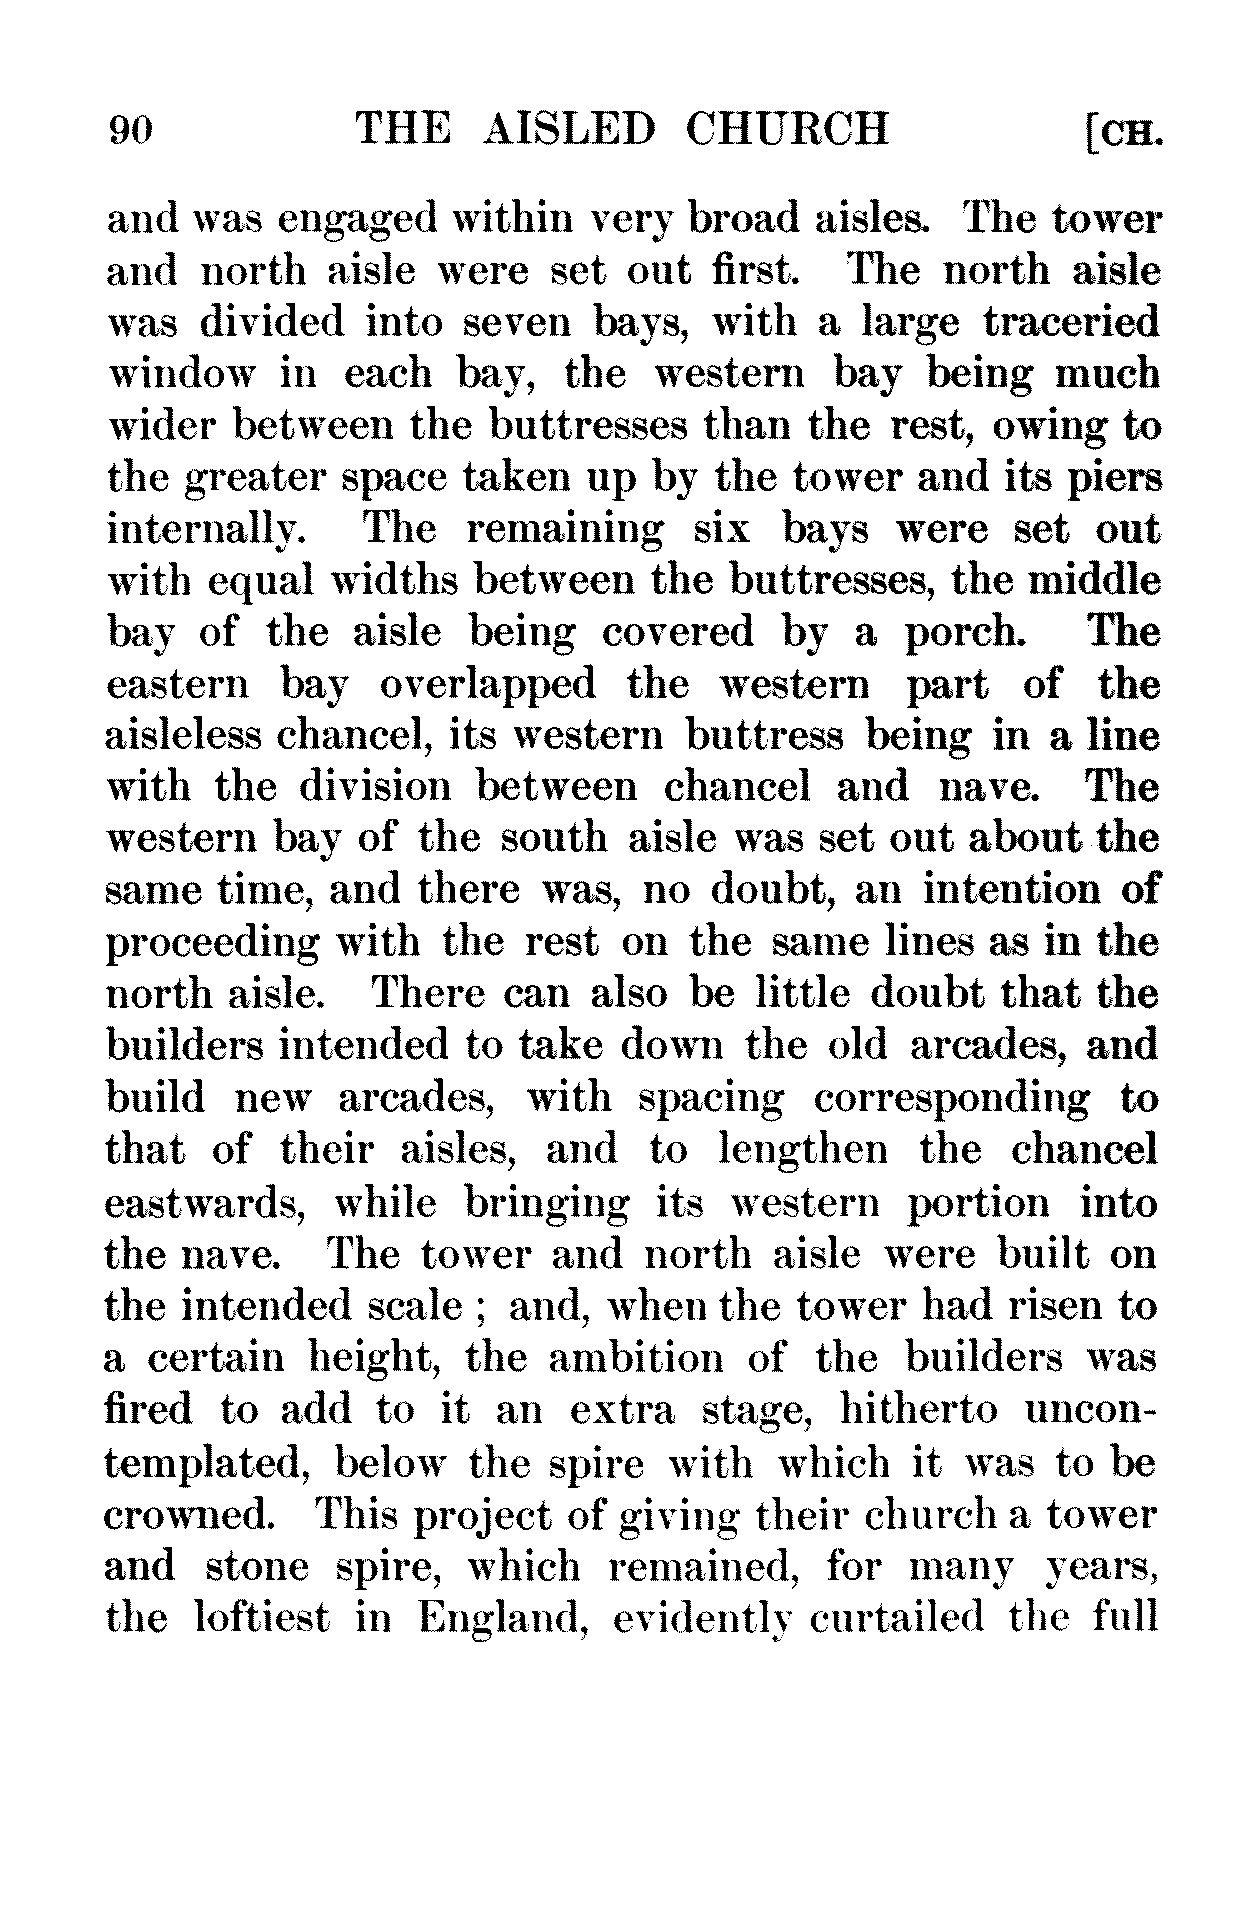 90 THE AISLED CHURCH [CH.
and was engaged within very broad aisles. The tower
and north aisle were set out first. The north aisle
was divided into seven bays, with a large traceried
window in each bay, the western bay being much
wider between the buttresses than the rest, owing to
the greater space taken up by the tower and its piers
internally. The remaining six bays were set out
with equal widths between the buttresses, the middle
bay of the aisle being covered by a porch. The
eastern bay overlapped the western part of the
aisleless chancel, its western buttress being in a line
with the division between chancel and nave. The
western bay of the south aisle was set out about the
same time, and there was, no doubt, an intention of
proceeding with the rest on the same lines as in the
north aisle. There can also be little doubt that the
builders intended to take down the old arcades, and
build new arcades, with spacing corresponding to
that of their aisles, and to lengthen the chancel
eastwards, while bringing its western portion into
the nave. The tower and north aisle were built on
the intended scale ; and, when the tower had risen to
a certain height, the ambition of the builders was
fired to add to it an extra stage, hitherto uncon-
templated, below the spire with which it was to be
crowned. This project of giving their church a tower
and stone spire, which remained, for many years,
the loftiest in England, evidently curtailed the full